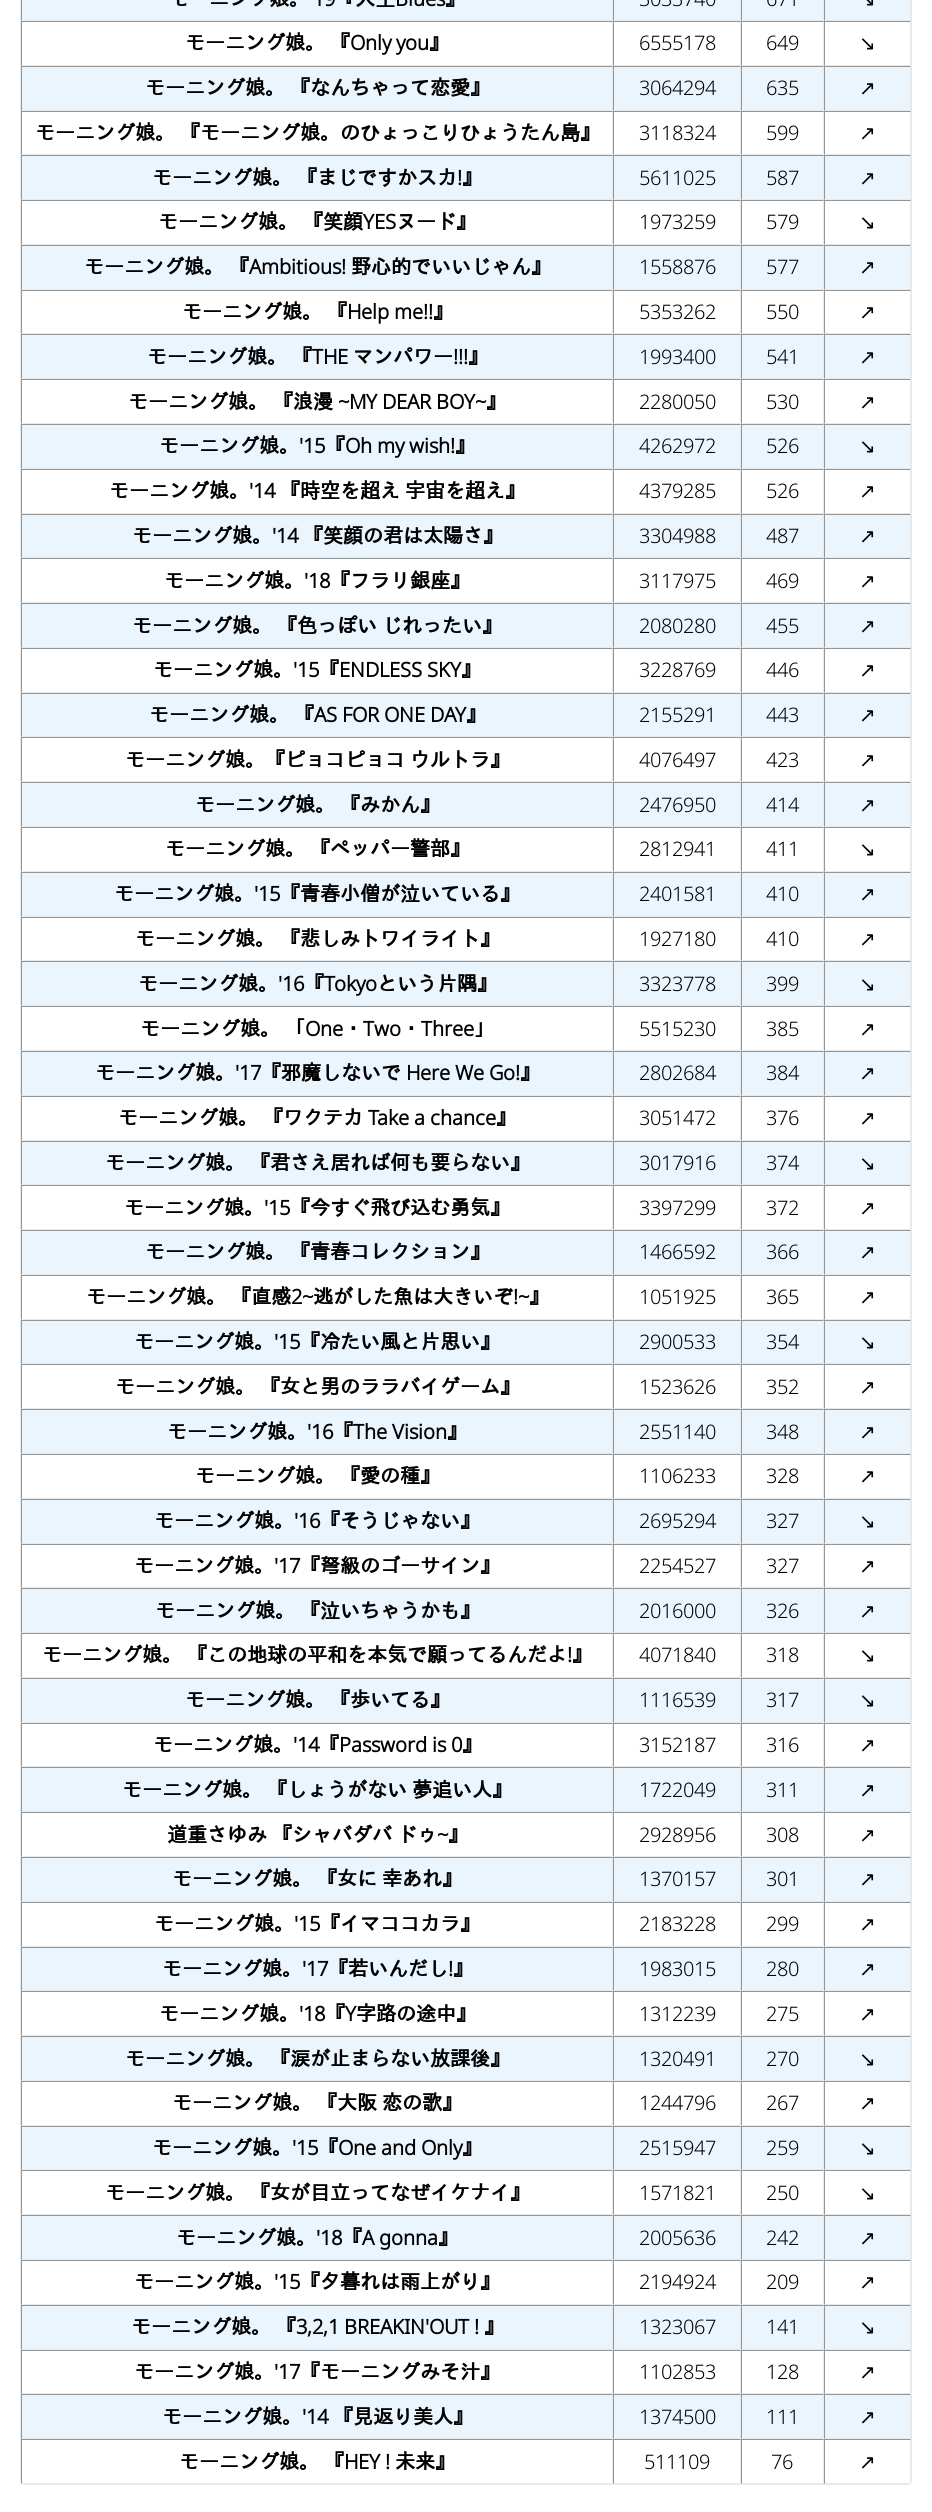 モーニング娘。 『Only you』 6555178 649 ↘
モーニング娘。 『なんちゃって恋愛』 3064294 635 ↗
モーニング娘。 『モーニング娘。のひょっこりひょうたん島』 3118324 599 ↗
モーニング娘。 『まじですかスカ!』 5611025 587 ↗
モーニング娘。 『笑顔YESヌード』 1973259 579 ↘
モーニング娘。 『Ambitious! 野心的でいいじゃん』 1558876 577 ↗
モーニング娘。 『Help me!!』 5353262 550 ↗
モーニング娘。 『THE マンパワー!!!』 1993400 541 ↗
モーニング娘。 『浪漫 ~MY DEAR BOY~』 2280050 530 ↗
モーニング娘。'15『Oh my wish!』 4262972 526 ↘
モーニング娘。'14 『時空を超え 宇宙を超え』 4379285 526 ↗
モーニング娘。'14 『笑顔の君は太陽さ』 3304988 487 ↗
モーニング娘。'18『フラリ銀座』 3117975 469 ↗
モーニング娘。 『色っぽい じれったい』 2080280 455 ↗
モーニング娘。'15『ENDLESS SKY』 3228769 446 ↗
モーニング娘。 『AS FOR ONE DAY』 2155291 443 ↗
モーニング娘。『ピョコピョコ ウルトラ』 4076497 423 ↗
モーニング娘。 『みかん』 2476950 414 ↗
モーニング娘。 『ペッパー警部』 2812941 411 ↘
モーニング娘。'15『青春小僧が泣いている』 2401581 410 ↗
モーニング娘。 『悲しみトワイライト』 1927180 410 ↗
モーニング娘。'16『Tokyoという片隅』 3323778 399 ↘
モーニング娘。 「One・Two・Three」 5515230 385 ↗
モーニング娘。'17『邪魔しないで Here We Go!』 2802684 384 ↗
モーニング娘。 『ワクテカ Take a chance』 3051472 376 ↗
モーニング娘。 『君さえ居れば何も要らない』 3017916 374 ↘
モーニング娘。'15『今すぐ飛び込む勇気』 3397299 372 ↗
モーニング娘。 『青春コレクション』 1466592 366 ↗
モーニング娘。 『直感2~逃がした魚は大きいぞ!~』 1051925 365 ↗
モーニング娘。'15『冷たい風と片思い』 2900533 354 ↘
モーニング娘。 『女と男のララバイゲーム』 1523626 352 ↗
モーニング娘。'16『The Vision』 2551140 348 ↗
モーニング娘。 『愛の種』 1106233 328 ↗
モーニング娘。'16『そうじゃない』 2695294 327 ↘
モーニング娘。'17『弩級のゴーサイン』 2254527 327 ↗
モーニング娘。 『泣いちゃうかも』 2016000 326 ↗
モーニング娘。 『この地球の平和を本気で願ってるんだよ!』 4071840 318 ↘
モーニング娘。 『歩いてる』 1116539 317 ↘
モーニング娘。'14『Password is 0』 3152187 316 ↗
モーニング娘。 『しょうがない 夢追い人』 1722049 311 ↗
道重さゆみ 『シャバダバ ドゥ~』 2928956 308 ↗
モーニング娘。 『女に 幸あれ』 1370157 301 ↗
モーニング娘。'15『イマココカラ』 2183228 299 ↗
モーニング娘。'17『若いんだし!』 1983015 280 ↗
モーニング娘。'18『Y字路の途中』 1312239 275 ↗
モーニング娘。 『涙が止まらない放課後』 1320491 270 ↘
モーニング娘。 『大阪 恋の歌』 1244796 267 ↗
モーニング娘。'15『One and Only』 2515947 259 ↘
モーニング娘。 『女が目立ってなぜイケナイ』 1571821 250 ↘
モーニング娘。'18『A gonna』 2005636 242 ↗
モーニング娘。'15『夕暮れは雨上がり』 2194924 209 ↗
モーニング娘。 『3,2,1 BREAKIN'OUT ! 』 1323067 141 ↘
モーニング娘。'17『モーニングみそ汁』 1102853 128 ↗
モーニング娘。'14 『見返り美人』 1374500 111 ↗
モーニング娘。 『HEY ! 未来』 511109 76 ↗